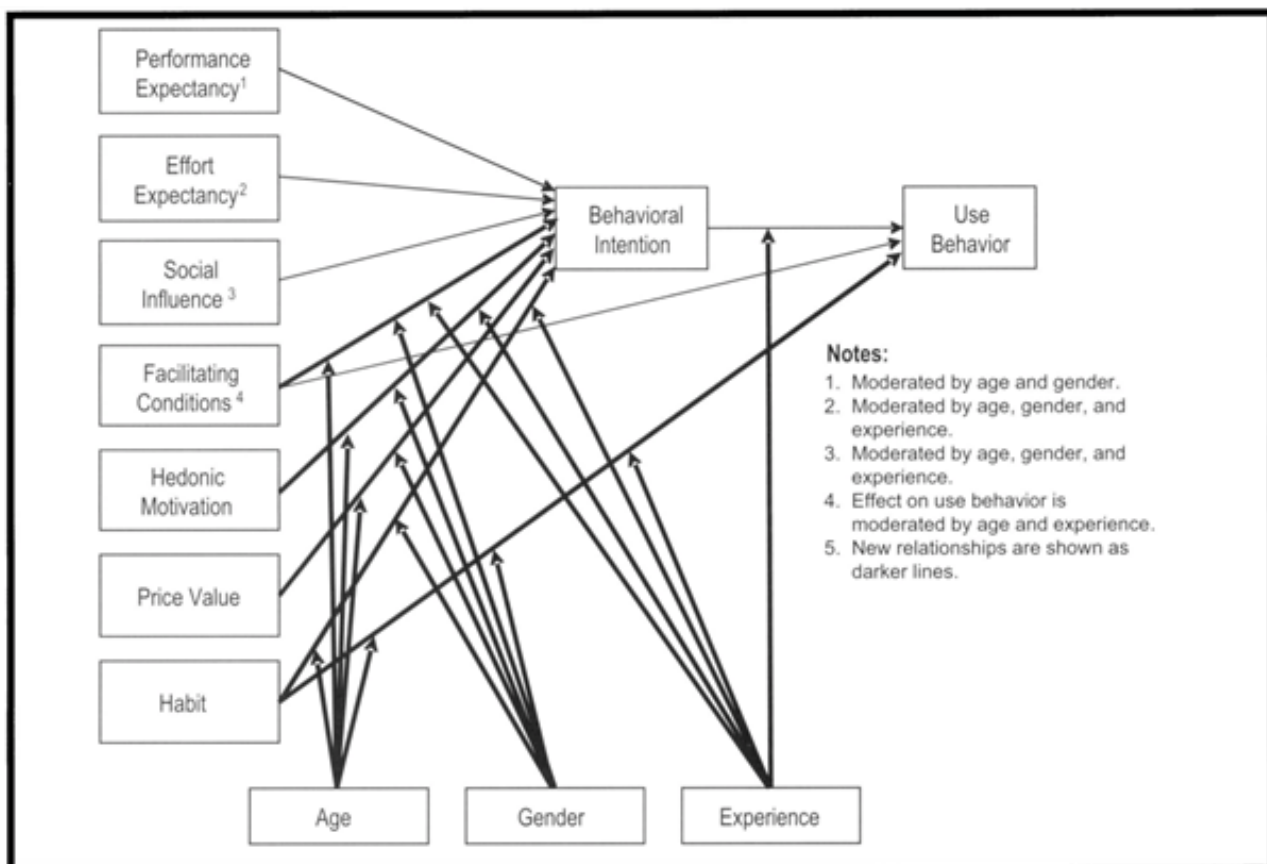 Performance
Expectancy1
Effort
Expectancy2
Social
Influence 3
Facilitating
Conditions 4
Hedonic
Motivation
Price Value
Habit
Behavioral
Intention
Use
Behavior
Notes:
1. Moderated by age and gender.
2. Moderated by age, gender, and
experience.
3. Moderated by age, gender, and
experience.
4. Effect on use behavior is
moderated by age and experience.
5. New relationships are shown as
darker lines.
Age
Gender
Experience